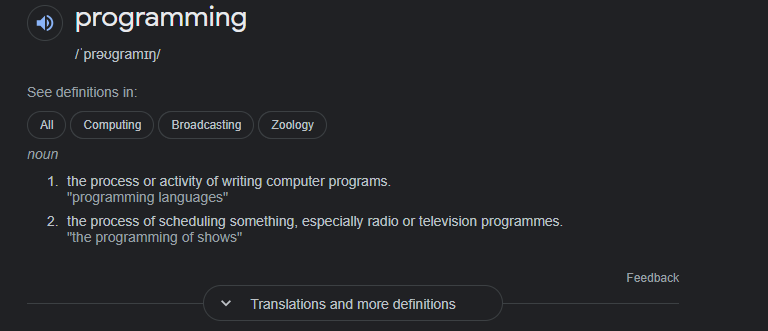 programming
/ˈprəʊɡramɪŋ/
See definitions in:
All Computing Broadcasting Zoology
noun
1. the process or activity of writing computer programs.
"programming languages"
2. the process of scheduling something, especially radio or television programmes.
"the programming of shows"
Feedback
Translations and more definitions